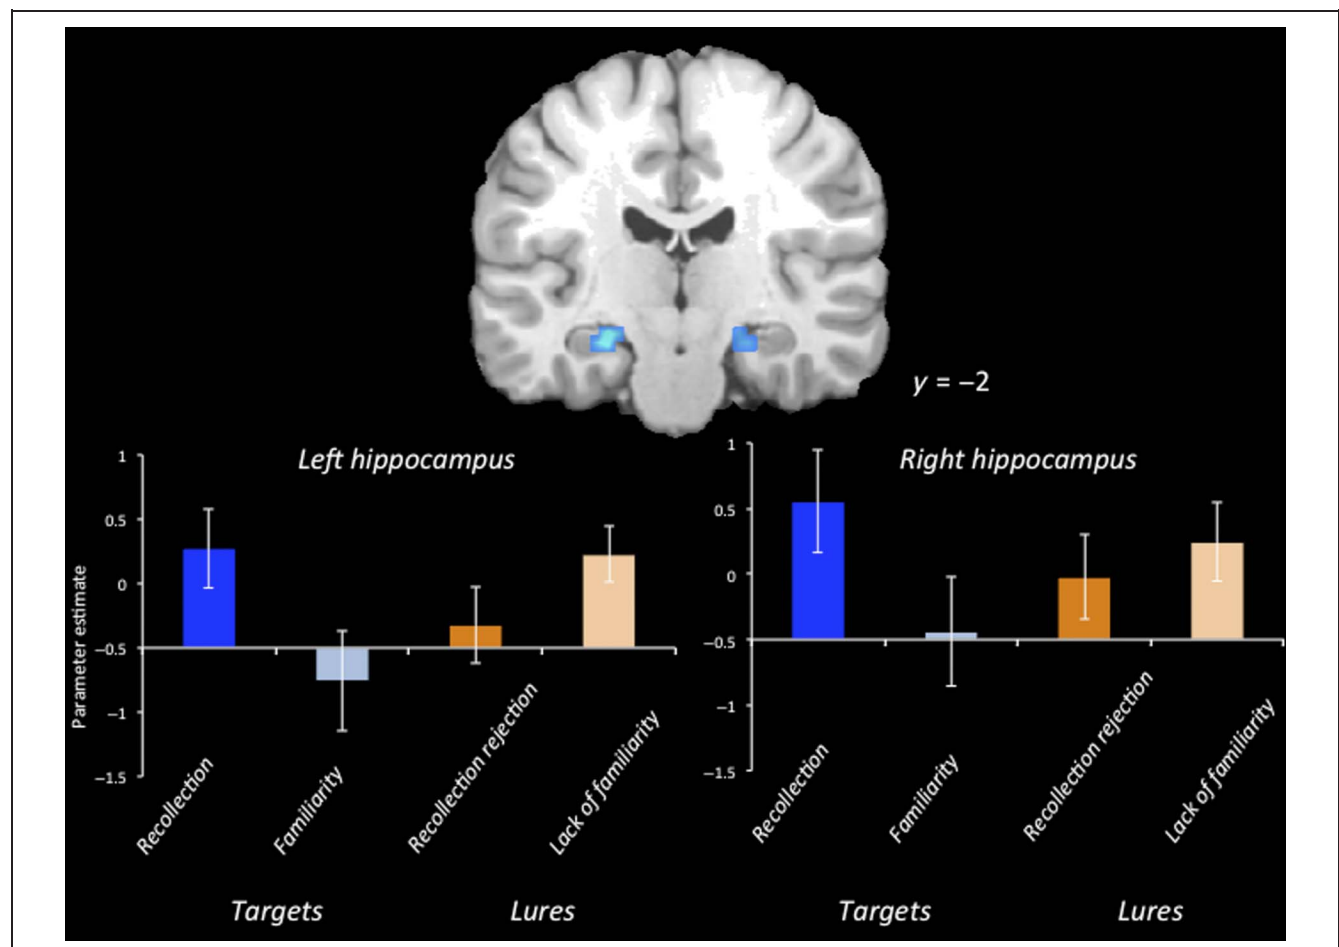 y = −2
Left hippocampus
1
0.5
0
−0.5
−1
−1.5
Parameter estimate
Recollection
Familiarity
Recollection rejection
Lack of familiarity
Targets
Lures
Right hippocampus
1
0.5
0
−0.5
−1
−1.5
Recollection
Familiarity
Recollection rejection
Lack of familiarity
Targets
Lures